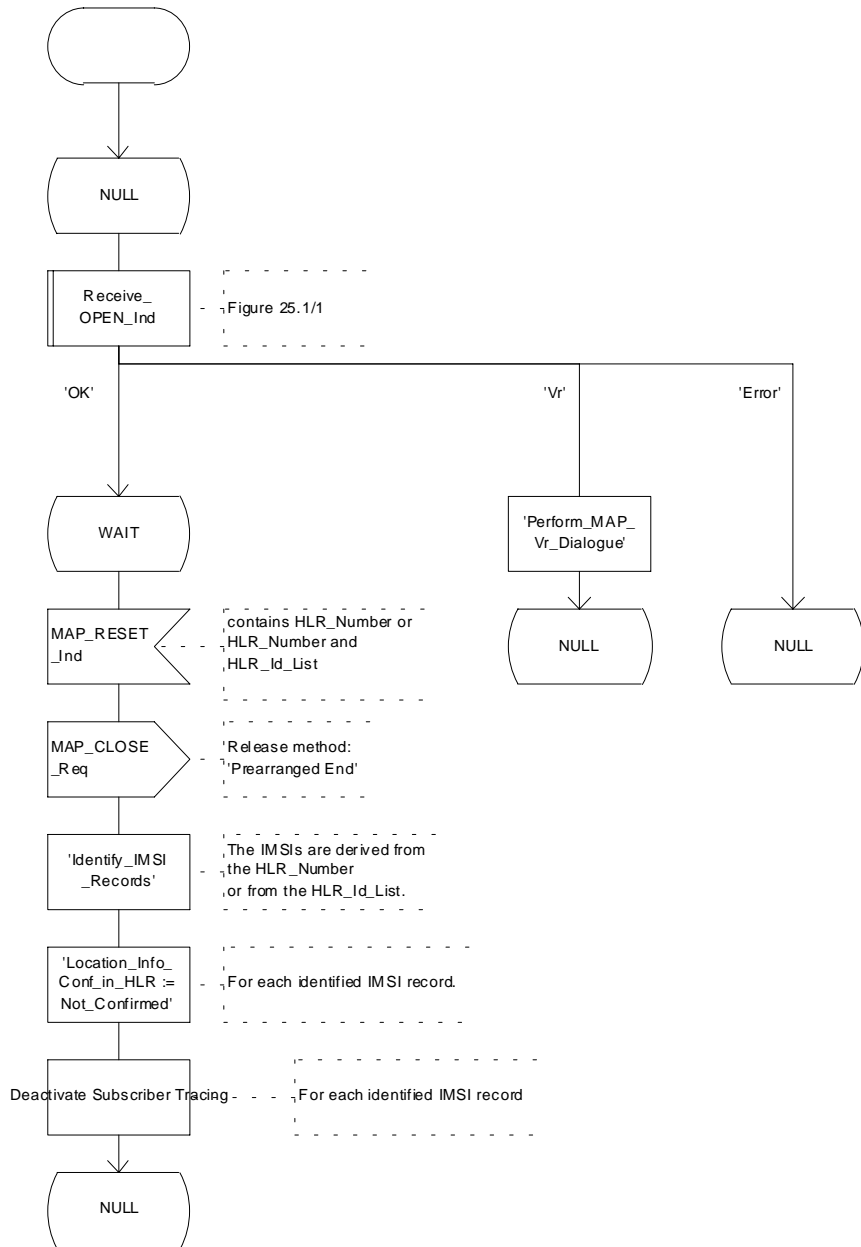 NULL
Receive_
OPEN_Ind
Figure 25.1/1
'OK'
'Vr'
'Error'
WAIT
'Perform_MAP_
Vr_Dialogue'
MAP_RESET
_Ind
contains HLR_Number or
HLR_Number and
HLR_Id_List
NULL
NULL
MAP_CLOSE
_Req
Release method:
'Prearranged End'
'Identify_IMSI
_Records'
The IMSIs are derived from
the HLR_Number
or from the HLR_Id_List.
'Location_Info_
Conf_in_HLR :=
Not_Confirmed'
For each identified IMSI record.
Deactivate Subscriber Tracing
For each identified IMSI record
NULL